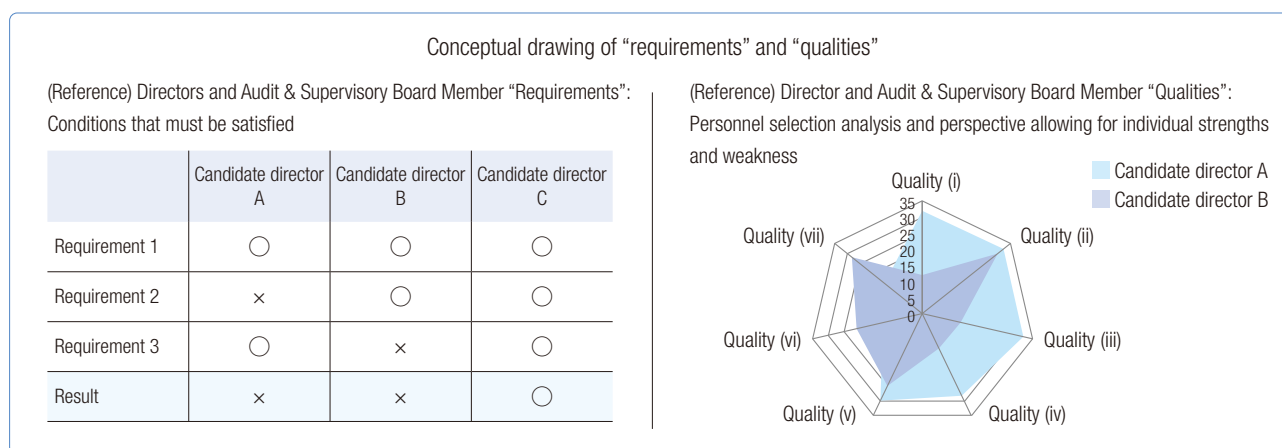 Conceptual drawing of “requirements” and “qualities”
(Reference) Directors and Audit & Supervisory Board Member “Requirements”:
Conditions that must be satisfied
Candidate director A
Candidate director B
Candidate director C
Requirement 1 ○ ○ ○
Requirement 2 × ○ ○
Requirement 3 ○ × ○
Result × × ○
(Reference) Director and Audit & Supervisory Board Member “Qualities”:
Personnel selection analysis and perspective allowing for individual strengths
and weakness
Candidate director A
Candidate director B
Quality (i)
Quality (ii)
Quality (iii)
Quality (iv)
Quality (v)
Quality (vi)
Quality (vii)
35
30
25
20
15
10
5
0